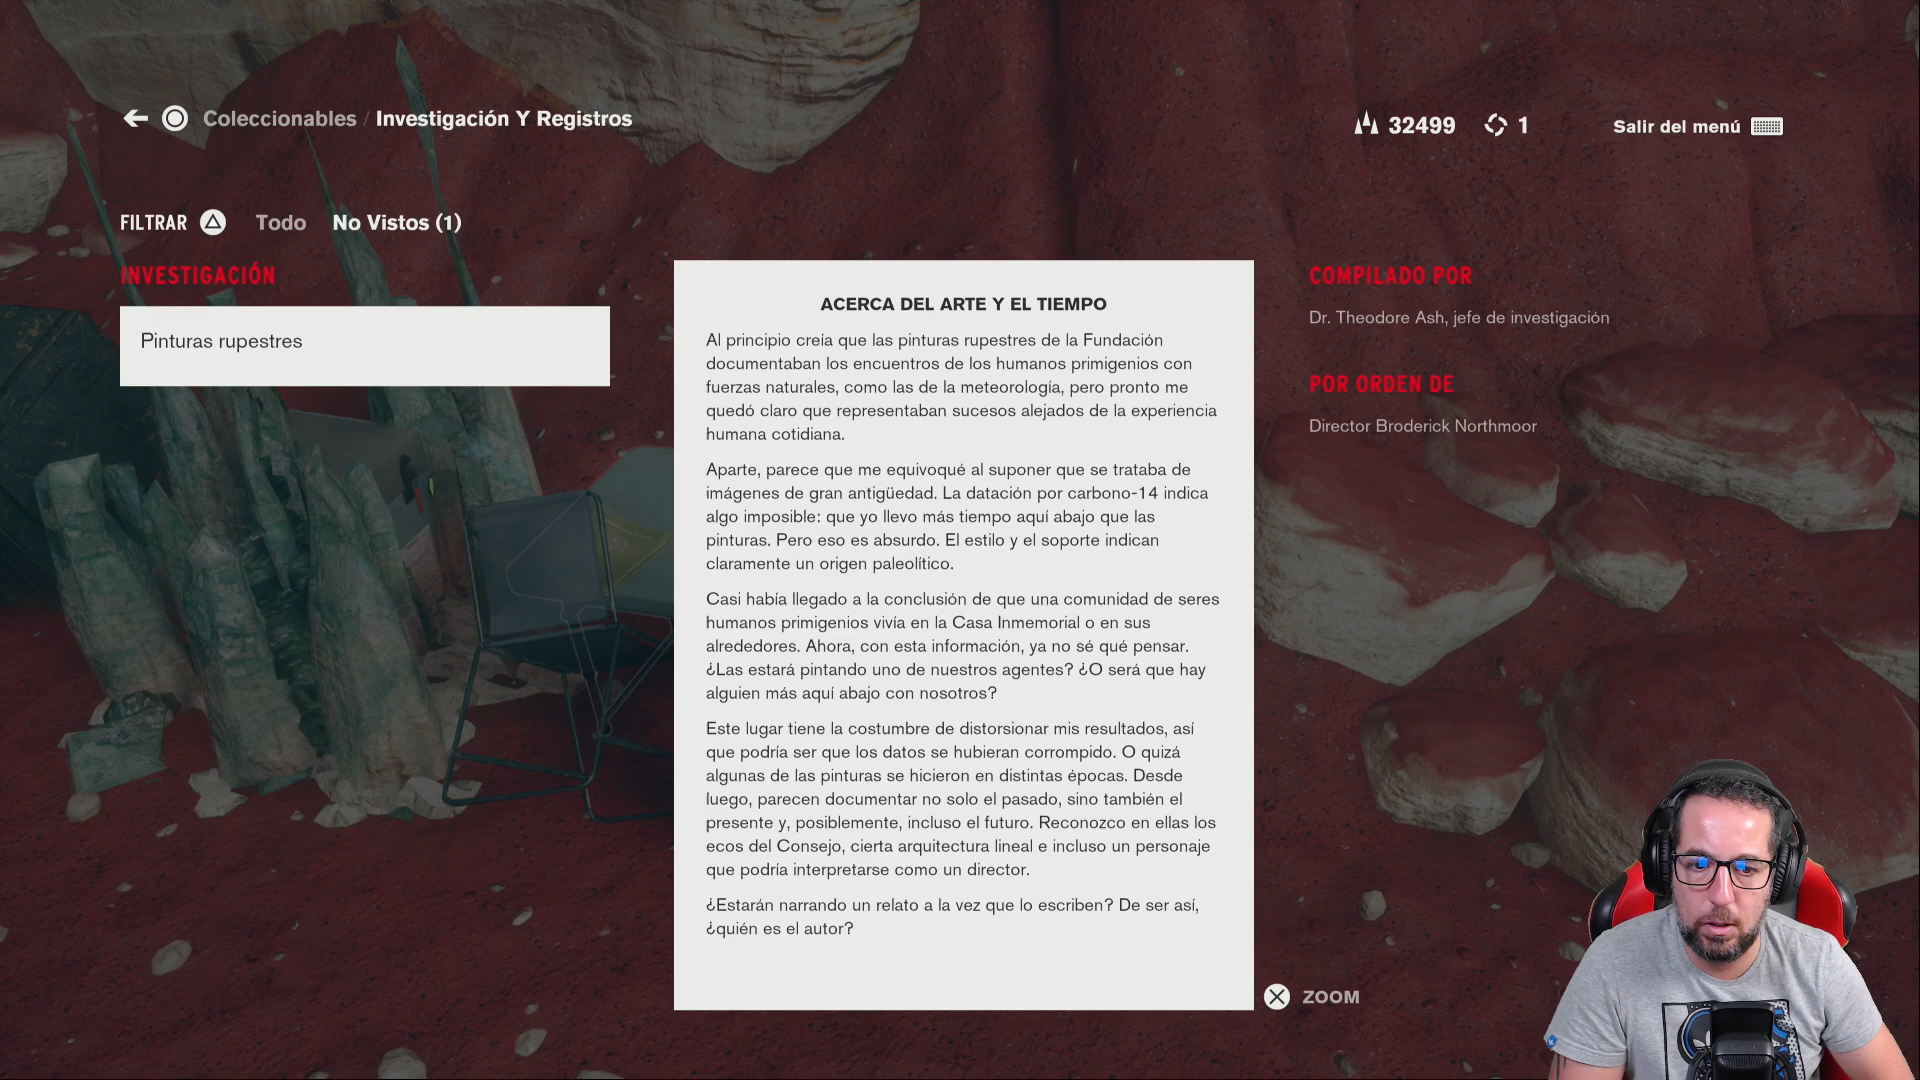 Coleccionables / Investigación Y Registros
32499
1
Salir del menú
FILTRAR
Todo
No Vistos (1)
INVESTIGACIÓN
Pinturas rupestres
ACERCA DEL ARTE Y EL TIEMPO
Al principio creía que las pinturas rupestres de la Fundación
documentaban los encuentros de los humanos primigenios con
fuerzas naturales, como las de la meteorología, pero pronto me
quedó claro que representaban sucesos alejados de la experiencia
humana cotidiana.
Aparte, parece que me equivoqué al suponer que se trataba de
imágenes de gran antigüedad. La datación por carbono-14 indica
algo imposible: que yo llevo más tiempo aquí abajo que las
pinturas. Pero eso es absurdo. El estilo y el soporte indican
claramente un origen paleolítico.
Casi había llegado a la conclusión de que una comunidad de seres
humanos primigenios vivía en la Casa Inmemorial o en sus
alrededores. Ahora, con esta información, ya no sé qué pensar.
¿Las estará pintando uno de nuestros agentes? ¿O será que hay
alguien más aquí abajo con nosotros?
Este lugar tiene la costumbre de distorsionar mis resultados, así
que podría ser que los datos se hubieran corrompido. O quizá
algunas de las pinturas se hicieron en distintas épocas. Desde
luego, parecen documentar no solo el pasado, sino también el
presente y, posiblemente, incluso el futuro. Reconozco en ellas los
ecos del Consejo, cierta arquitectura lineal e incluso un personaje
que podría interpretarse como un director.
¿Estarán narrando un relato a la vez que lo escriben? De ser así,
¿quién es el autor?
COMPILADO POR
Dr. Theodore Ash, jefe de investigación
POR ORDEN DE
Director Broderick Northmoor
ZOOM